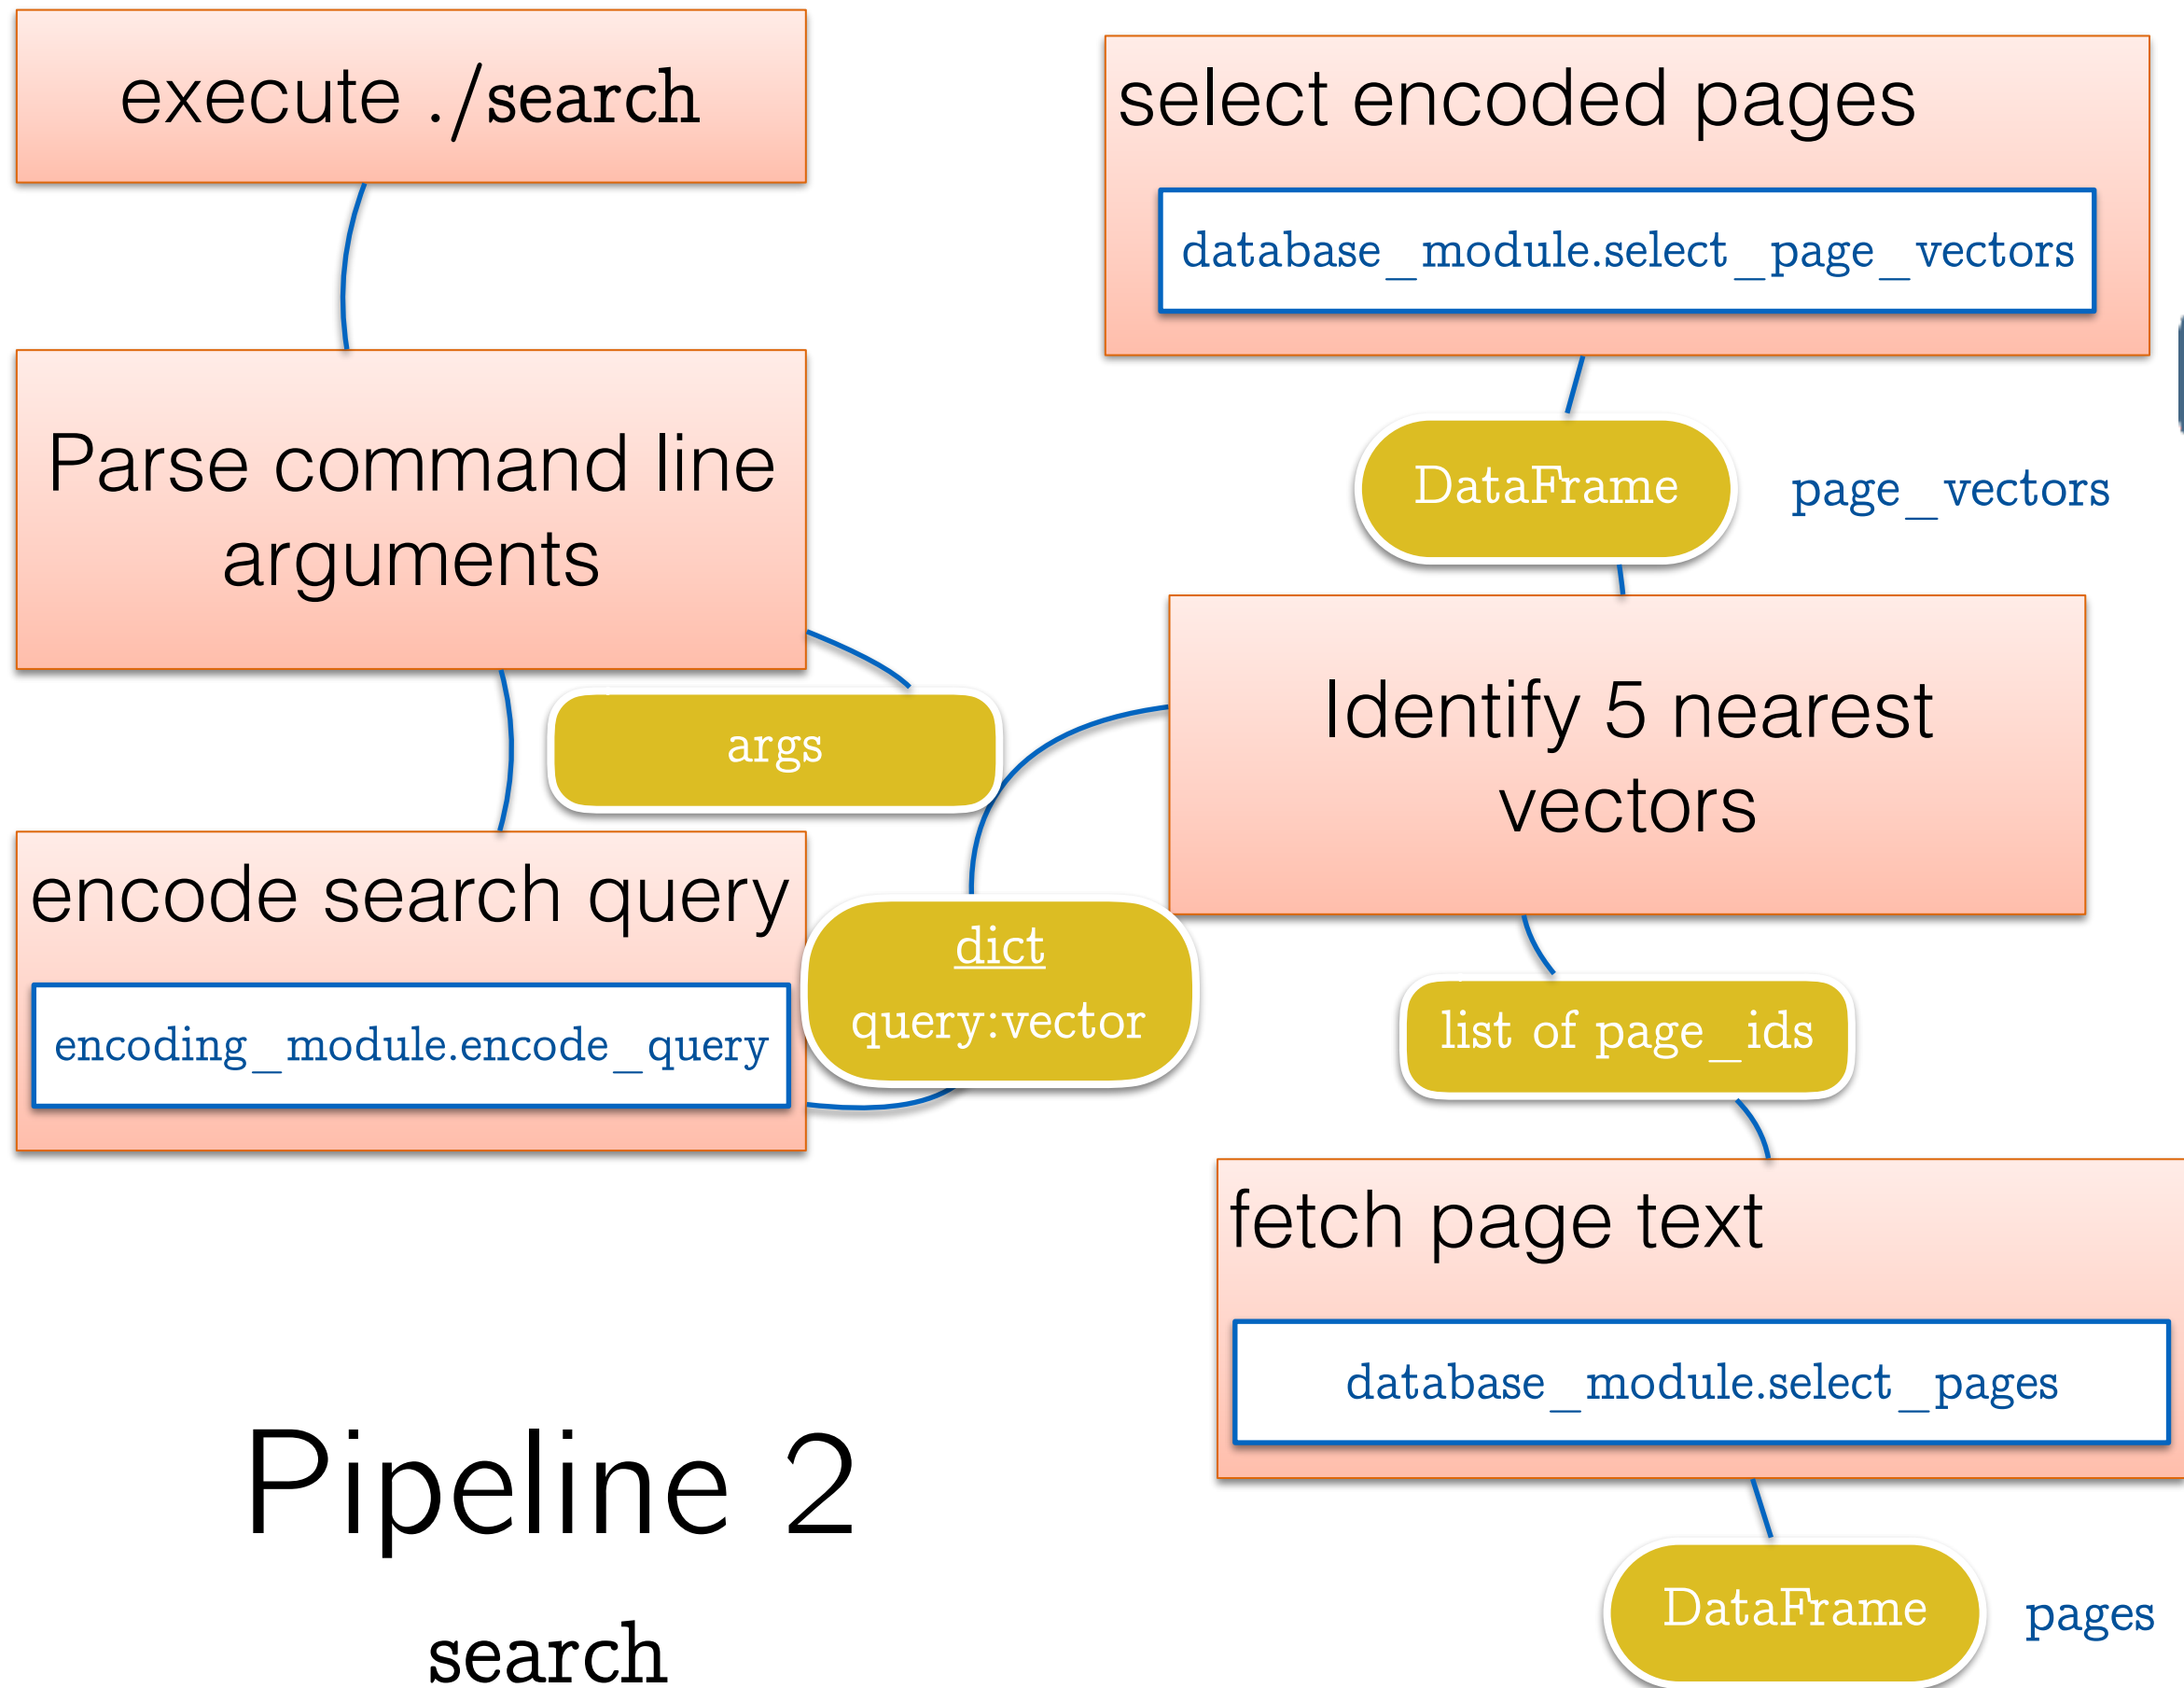 execute ./search
Parse command line
arguments
args
encode search query
encoding_module.encode_query
dict
query:vector
select encoded pages
database_module.select_page_vectors
DataFrame
page_vectors
Identify 5 nearest
vectors
list of page_ids
fetch page text
database_module.select_pages
DataFrame
pages
Pipeline 2
search